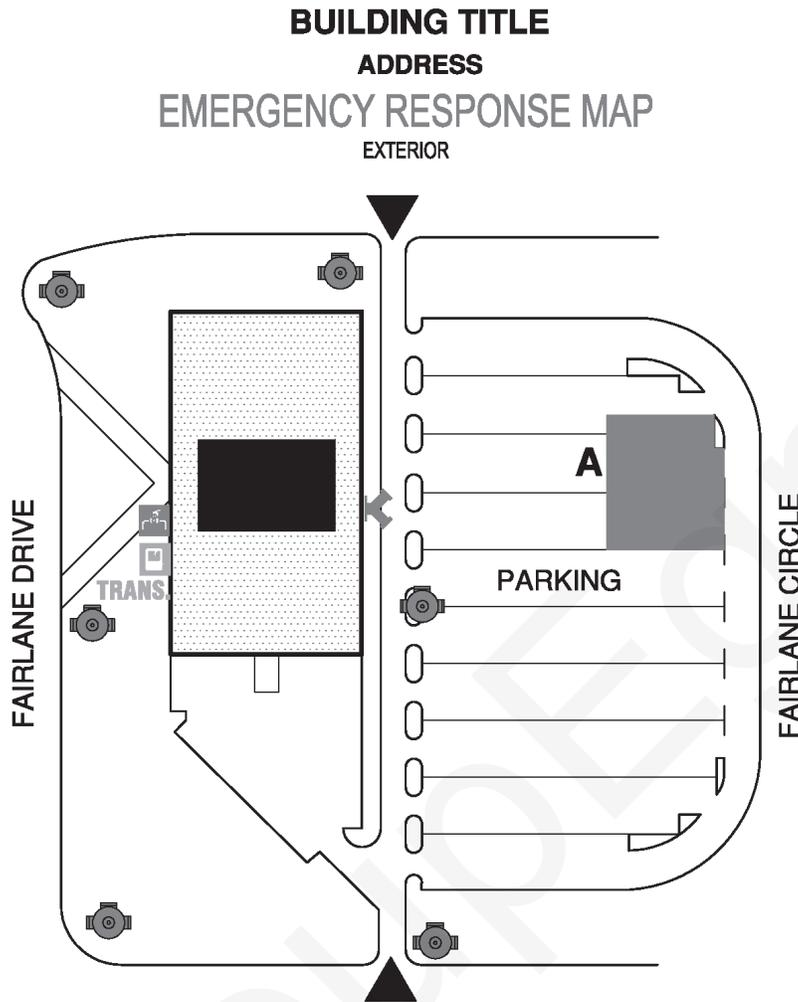 BUILDING TITLE
ADDRESS
EMERGENCY RESPONSE MAP
EXTERIOR
A
PARKING
TRANS.
FAIRLANE DRIVE
FAIRLANE CIRCLE